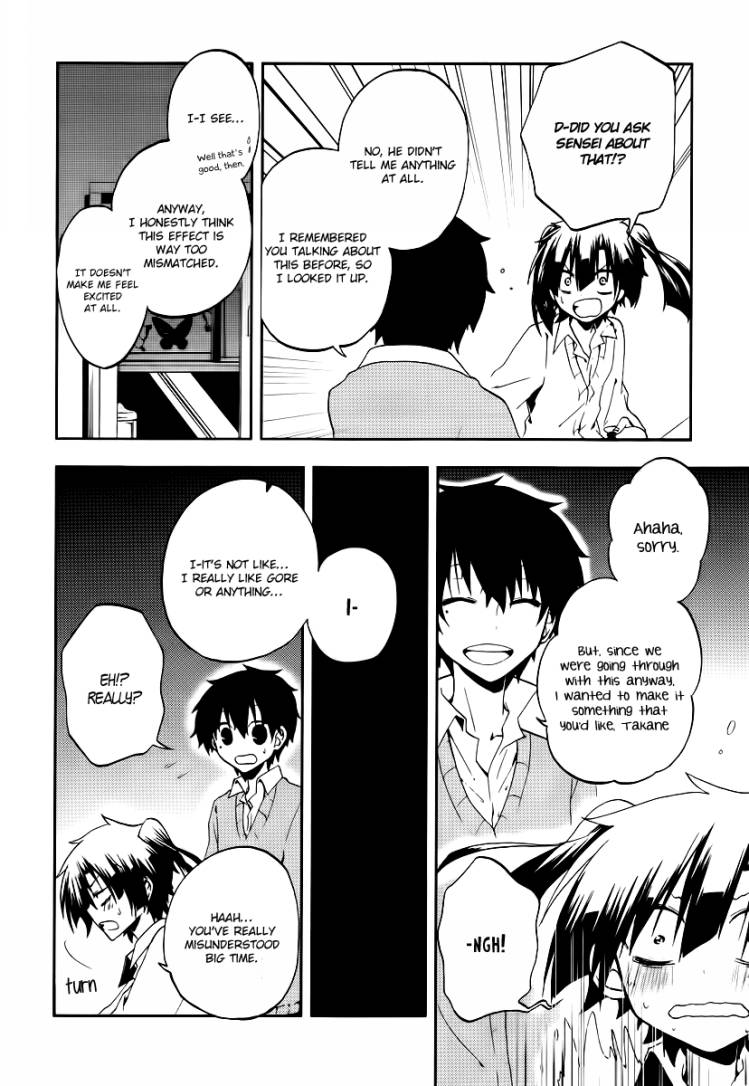 D-DID YOU ASK
SENSEI ABOUT
THAT!?
NO, HE DIDN'T
TELL ME ANYTHING
AT ALL.
I REMEMBERED
YOU TALKING ABOUT
THIS BEFORE, SO
I LOOKED IT UP.
I-I SEE...
Well that's
good, then.
ANYWAY,
I HONESTLY THINK
THIS EFFECT IS
WAY TOO
MISMATCHED.
IT DOESN'T
MAKE ME FEEL
EXCITED
AT ALL.
Ahaha,
sorry.
But, since we
were going through
with this anyway,
I wanted to make it
something that
you'd like, Takane
-NGH!
I-
I-IT'S NOT LIKE...
I REALLY LIKE GORE
OR ANYTHING...
EH!?
REALLY?
HAAH...
YOU'VE REALLY
MISUNDERSTOOD
BIG TIME.
turn